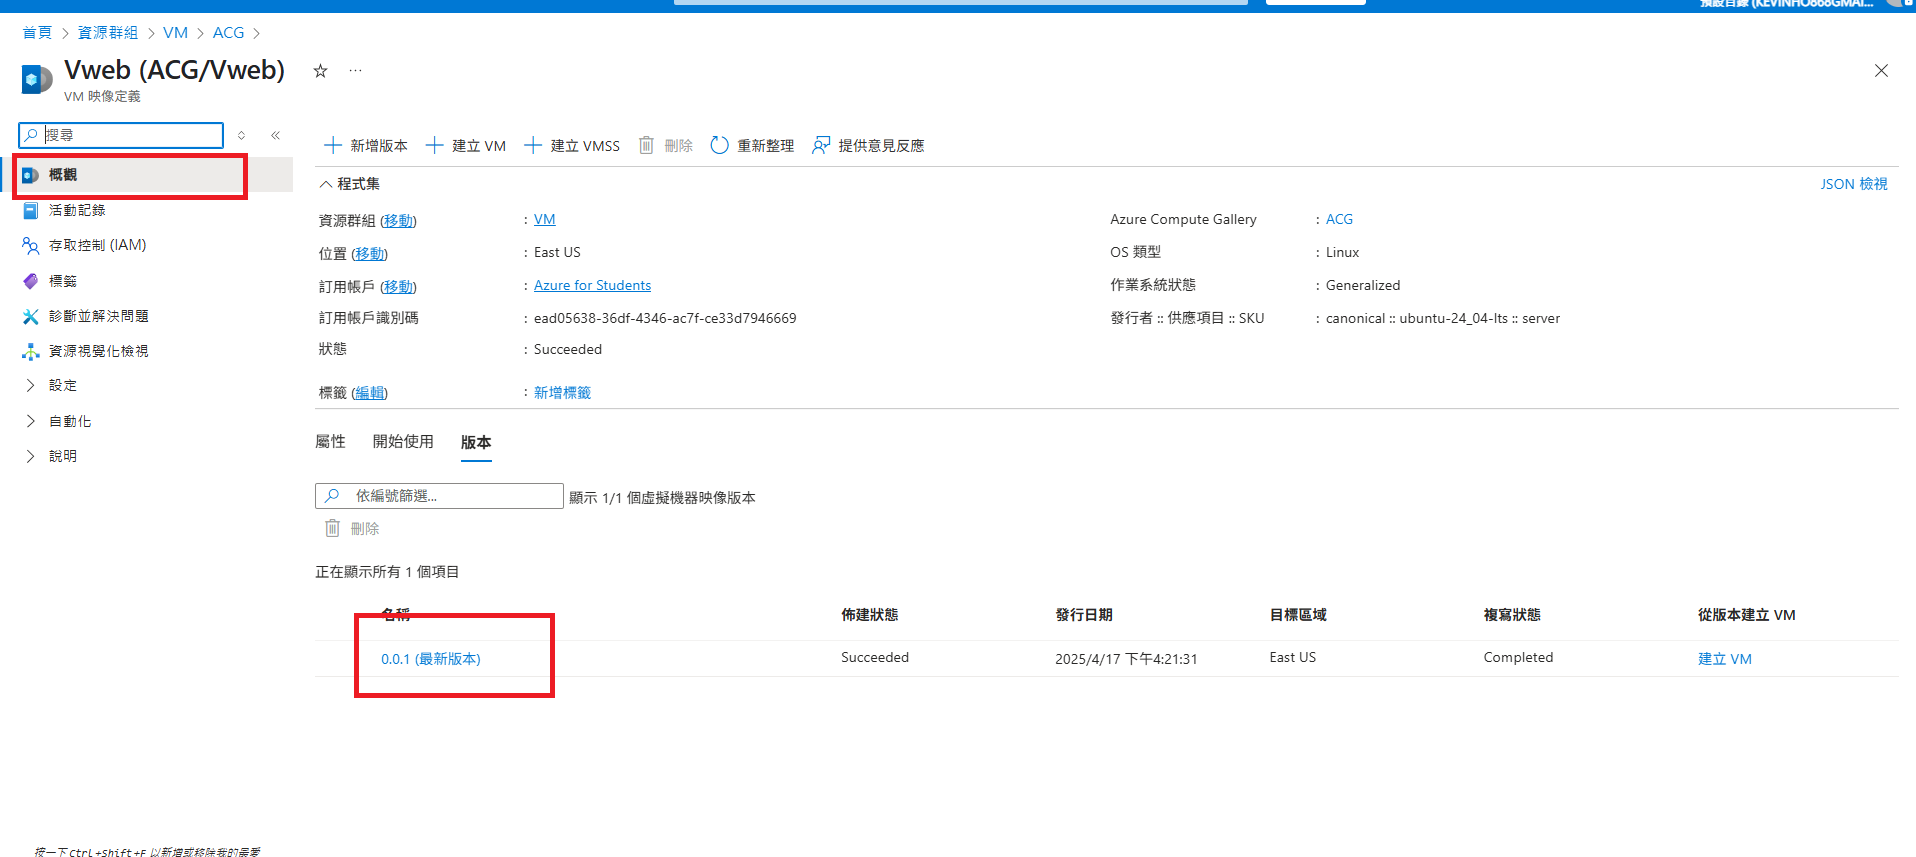 預設目錄 (KEVINHO868GMAI...
首頁 > 資源群組 > VM > ACG >
Vweb (ACG/Vweb)
VM 映像定義
搜尋
概觀
活動記錄
存取控制 (IAM)
標籤
診斷並解決問題
資源視覺化檢視
設定
自動化
說明
新增版本 建立 VM 建立 VMSS 刪除 重新整理 提供意見反應
程式集 JSON 檢視
資源群組 (移動) : VM
位置 (移動) : East US
訂用帳戶 (移動) : Azure for Students
訂用帳戶識別碼 : ead05638-36df-4346-ac7f-ce33d7946669
狀態 : Succeeded
標籤 (編輯) : 新增標籤
Azure Compute Gallery : ACG
OS 類型 : Linux
作業系統狀態 : Generalized
發行者 :: 供應項目 :: SKU : canonical :: ubuntu-24_04-lts :: server
屬性 開始使用 版本
依編號篩選... 顯示 1/1 個虛擬機器映像版本
刪除
正在顯示所有 1 個項目
名稱 佈建狀態 發行日期 目標區域 複寫狀態 從版本建立 VM
0.0.1 (最新版本) Succeeded 2025/4/17 下午4:21:31 East US Completed 建立 VM
按一下 Ctrl+Shift+F 以新增或移除我的最愛